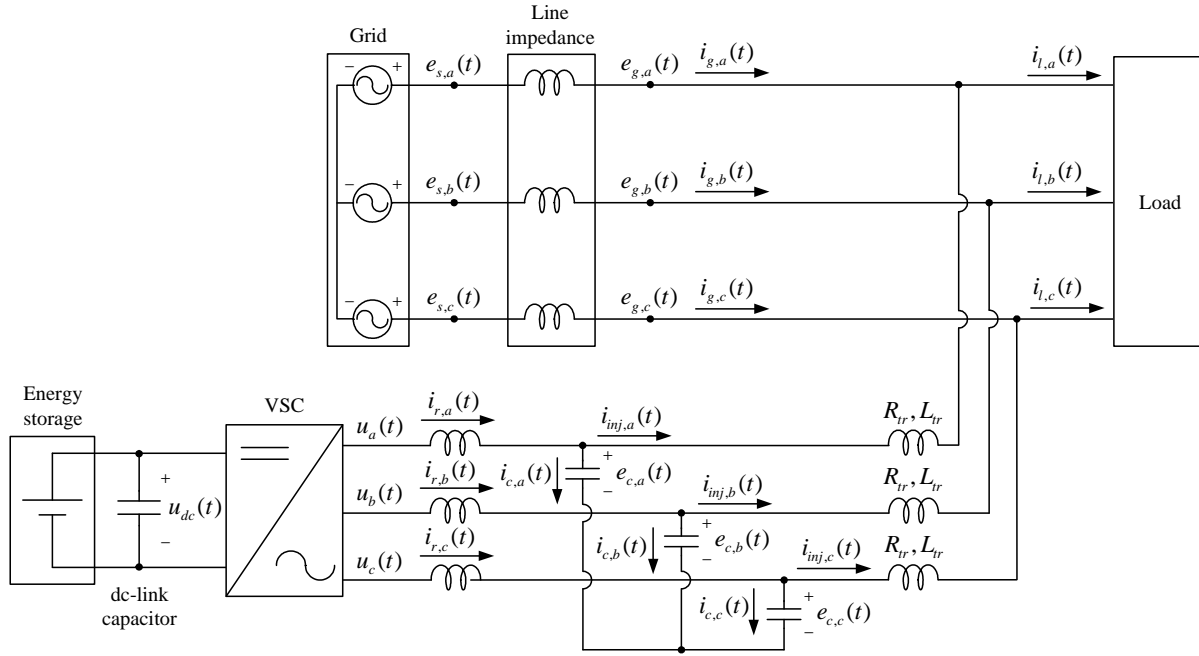 Grid
Line
impedance
e_{s,a}(t)
e_{g,a}(t)
i_{g,a}(t)
i_{l,a}(t)
− +
e_{s,b}(t)
e_{g,b}(t)
i_{g,b}(t)
i_{l,b}(t)
− +
Load
e_{s,c}(t)
e_{g,c}(t)
i_{g,c}(t)
i_{l,c}(t)
− +
Energy
storage
VSC
i_{r,a}(t)
i_{inj,a}(t)
R_{tr}, L_{tr}
u_a(t)
+
i_{c,a}(t)
e_{c,a}(t)
−
i_{r,b}(t)
i_{inj,b}(t)
R_{tr}, L_{tr}
+
u_{dc}(t)
−
u_b(t)
+
i_{c,b}(t)
e_{c,b}(t)
−
i_{r,c}(t)
i_{inj,c}(t)
R_{tr}, L_{tr}
u_c(t)
+
i_{c,c}(t)
e_{c,c}(t)
−
dc-link
capacitor